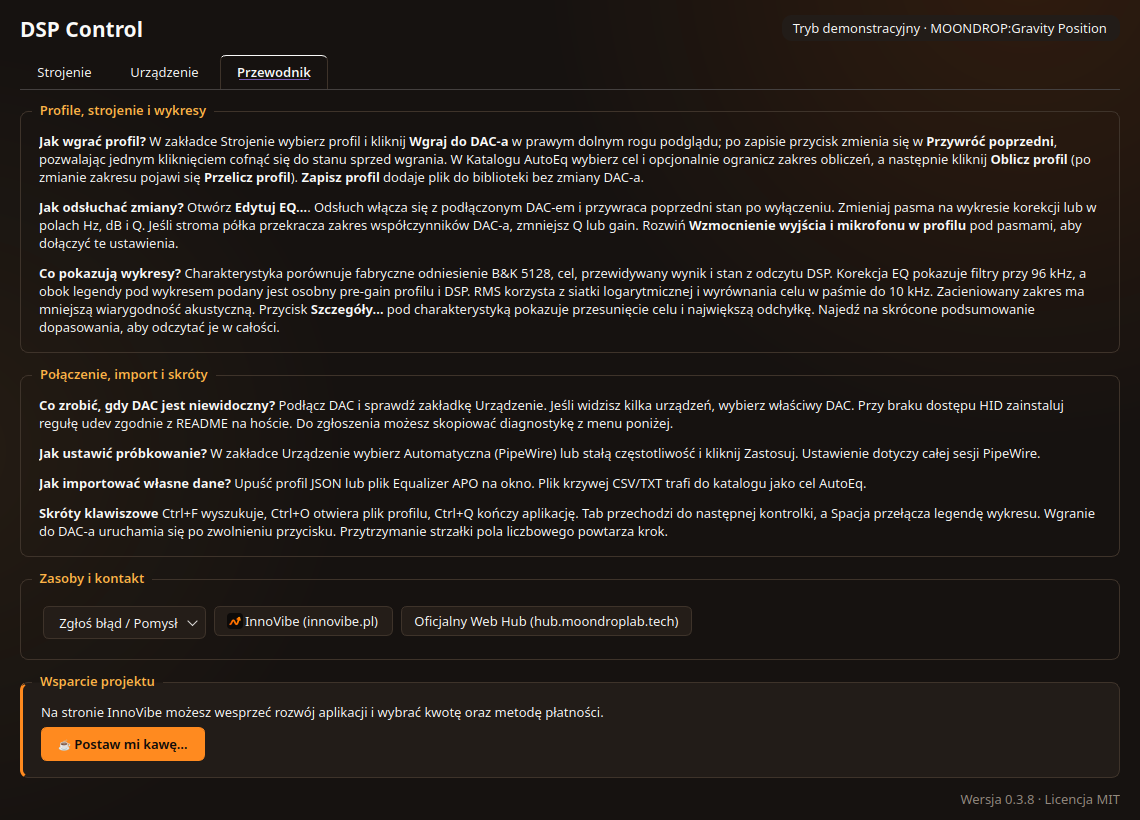 DSP Control
Tryb demonstracyjny · MOONDROP:Gravity Position
Strojenie
Urządzenie
Przewodnik
Profile, strojenie i wykresy
Jak wgrać profil? W zakładce Strojenie wybierz profil i kliknij Wgraj do DAC-a w prawym dolnym rogu podglądu; po zapisie przycisk zmienia się w Przywróć poprzedni,
pozwalając jednym kliknięciem cofnąć się do stanu sprzed wgrania. W Katalogu AutoEq wybierz cel i opcjonalnie ogranicz zakres obliczeń, a następnie kliknij Oblicz profil (po
zmianie zakresu pojawi się Przelicz profil). Zapisz profil dodaje plik do biblioteki bez zmiany DAC-a.
Jak odsłuchać zmiany? Otwórz Edytuj EQ.... Odsłuch włącza się z podłączonym DAC-em i przywraca poprzedni stan po wyłączeniu. Zmieniaj pasma na wykresie korekcji lub w
polach Hz, dB i Q. Jeśli stroma półka przekracza zakres współczynników DAC-a, zmniejsz Q lub gain. Rozwiń Wzmocnienie wyjścia i mikrofonu w profilu pod pasmami, aby
dołączyć te ustawienia.
Co pokazują wykresy? Charakterystyka porównuje fabryczne odniesienie B&K 5128, cel, przewidywany wynik i stan z odczytu DSP. Korekcja EQ pokazuje filtry przy 96 kHz, a
obok legendy pod wykresem podany jest osobny pre-gain profilu i DSP. RMS korzysta z siatki logarytmicznej i wyrównania celu w paśmie do 10 kHz. Zacieniowany zakres ma
mniejszą wiarygodność akustyczną. Przycisk Szczegóły... pod charakterystyką pokazuje przesunięcie celu i największą odchyłkę. Najedź na skrócone podsumowanie
dopasowania, aby odczytać je w całości.
Połączenie, import i skróty
Co zrobić, gdy DAC jest niewidoczny? Podłącz DAC i sprawdź zakładkę Urządzenie. Jeśli widzisz kilka urządzeń, wybierz właściwy DAC. Przy braku dostępu HID zainstaluj
regułę udev zgodnie z README na hoście. Do zgłoszenia możesz skopiować diagnostykę z menu poniżej.
Jak ustawić próbkowanie? W zakładce Urządzenie wybierz Automatyczna (PipeWire) lub stałą częstotliwość i kliknij Zastosuj. Ustawienie dotyczy całej sesji PipeWire.
Jak importować własne dane? Upuść profil JSON lub plik Equalizer APO na okno. Plik krzywej CSV/TXT trafi do katalogu jako cel AutoEq.
Skróty klawiszowe Ctrl+F wyszukuje, Ctrl+O otwiera plik profilu, Ctrl+Q kończy aplikację. Tab przechodzi do następnej kontrolki, a Spacja przełącza legendę wykresu. Wgranie
do DAC-a uruchamia się po zwolnieniu przycisku. Przytrzymanie strzałki pola liczbowego powtarza krok.
Zasoby i kontakt
Zgłoś błąd / Pomysł
InnoVibe (innovibe.pl)
Oficjalny Web Hub (hub.moondroplab.tech)
Wsparcie projektu
Na stronie InnoVibe możesz wesprzeć rozwój aplikacji i wybrać kwotę oraz metodę płatności.
Postaw mi kawę...
Wersja 0.3.8 · Licencja MIT